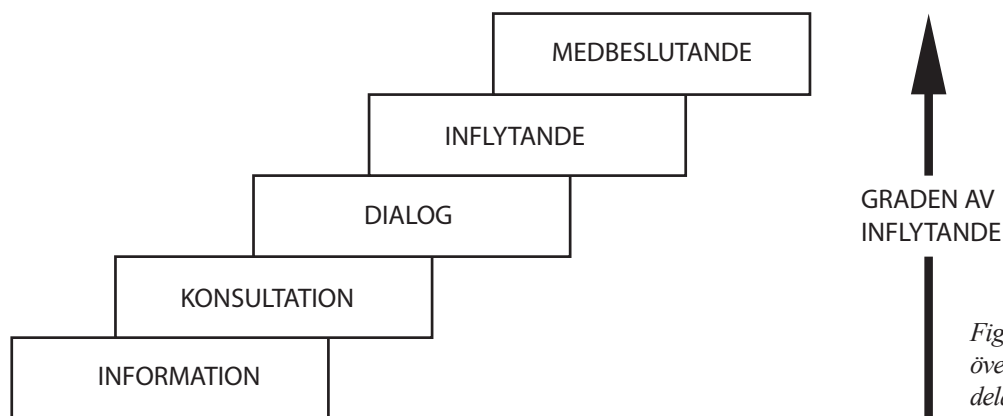 MEDBESLUTANDE
INFLYTANDE
DIALOG
KONSULTATION
INFORMATION
GRADEN AV
INFLYTANDE